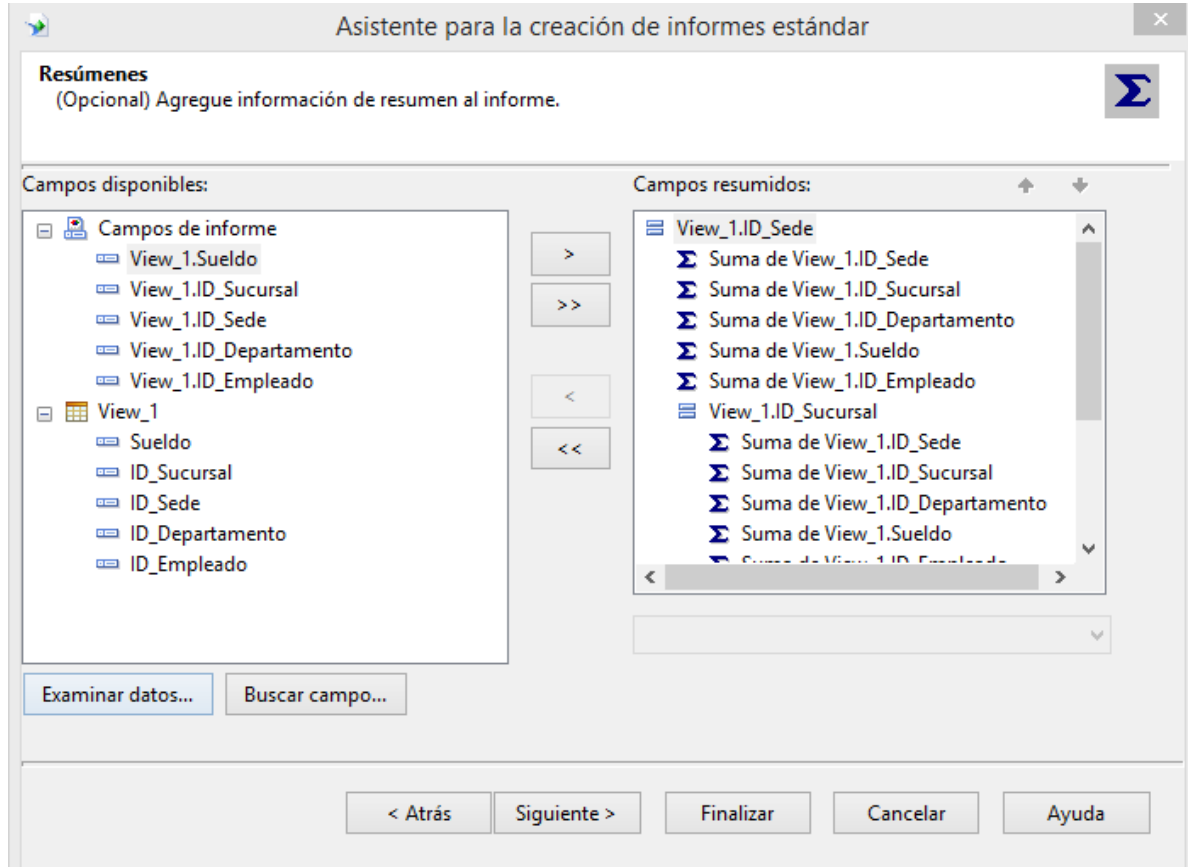 Asistente para la creación de informes estándar
Resúmenes
(Opcional) Agregue información de resumen al informe.
Campos disponibles:
Campos de informe
View_1.Sueldo
View_1.ID_Sucursal
View_1.ID_Sede
View_1.ID_Departamento
View_1.ID_Empleado
View_1
Sueldo
ID_Sucursal
ID_Sede
ID_Departamento
ID_Empleado
>
>>
<
<<
Campos resumidos:
View_1.ID_Sede
Σ Suma de View_1.ID_Sede
Σ Suma de View_1.ID_Sucursal
Σ Suma de View_1.ID_Departamento
Σ Suma de View_1.Sueldo
Σ Suma de View_1.ID_Empleado
View_1.ID_Sucursal
Σ Suma de View_1.ID_Sede
Σ Suma de View_1.ID_Sucursal
Σ Suma de View_1.ID_Departamento
Σ Suma de View_1.Sueldo
Σ Suma de View_1.ID_Empleado
Examinar datos... Buscar campo...
< Atrás Siguiente > Finalizar Cancelar Ayuda